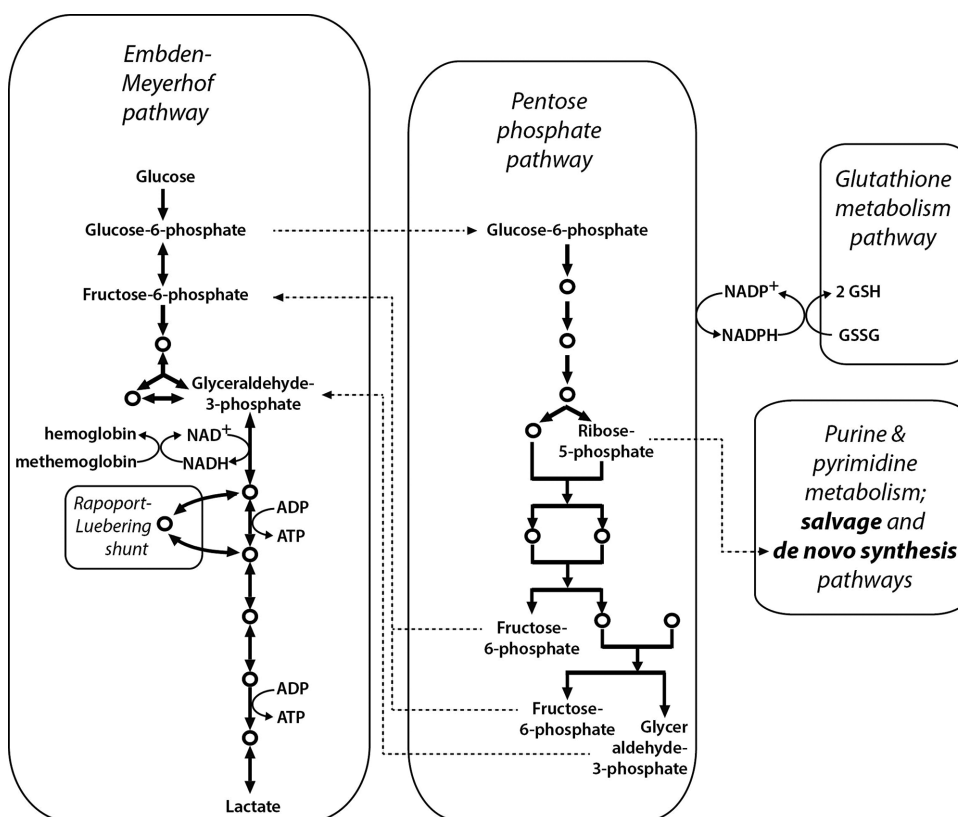 Embden-
Meyerhof
pathway
Glucose
Glucose-6-phosphate
Fructose-6-phosphate
Glyceraldehyde-
3-phosphate
hemoglobin
NAD+
methemoglobin
NADH
Rapoport-
Luebering
shunt
ADP
ATP
ADP
ATP
Lactate
Pentose
phosphate
pathway
Glucose-6-phosphate
Ribose-
5-phosphate
Fructose-
6-phosphate
Fructose-
6-phosphate
Glycer
aldehyde-
3-phosphate
NADP+
NADPH
Glutathione
metabolism
pathway
2 GSH
GSSG
Purine &
pyrimidine
metabolism;
salvage and
de novo synthesis
pathways